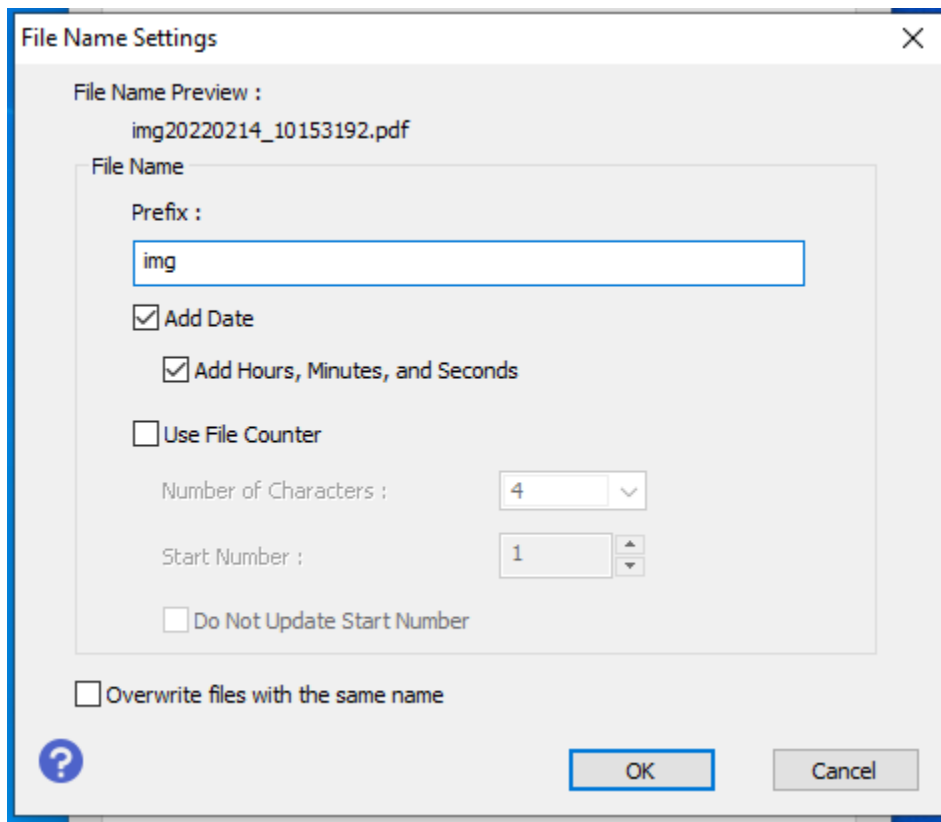 File Name Settings
File Name Preview :
img20220214_10153192.pdf
File Name
Prefix :
img
Add Date
Add Hours, Minutes, and Seconds
Use File Counter
Number of Characters :
4
Start Number :
1
Do Not Update Start Number
Overwrite files with the same name
?
OK
Cancel